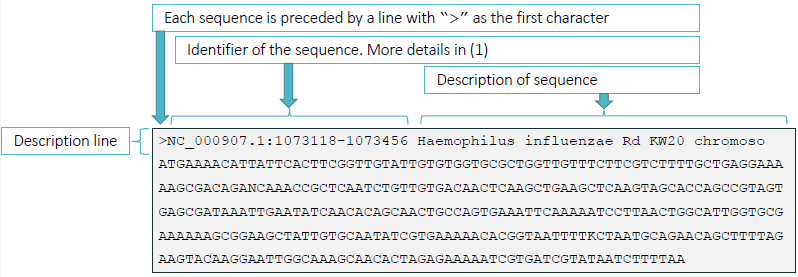 Each sequence is preceded by a line with “>” as the first character
Identifier of the sequence. More details in (1)
Description of sequence
Description line
>NC_000907.1:1073118-1073456 Haemophilus influenzae Rd KW20 chromoso
ATGAAAACATTATTCACTTCGGTTGTATTGTGTGGTGCGCTGGTTGTTTCTTCGTCTTTTGCTGAGGAAA
AAGCGACAGANCAAACCGCTCAATCTGTTGTGACAACTCAAGCTGAAGCTCAAGTAGCACCAGCCGTAGT
GAGCGATAAATTGAATATCAACACAGCAACTGCCAGTGAAATTCAAAAATCCTTAACTGGCATTGGTGCG
AAAAAAGCGGAAGCTATTGTGCAATATCGTGAAAAACACGGTAATTTTKCTAATGCAGAACAGCTTTTAG
AAGTACAAGGAATTGGCAAAGCAACACTAGAGAAAAATCGTGATCGTATAATCTTTTAA